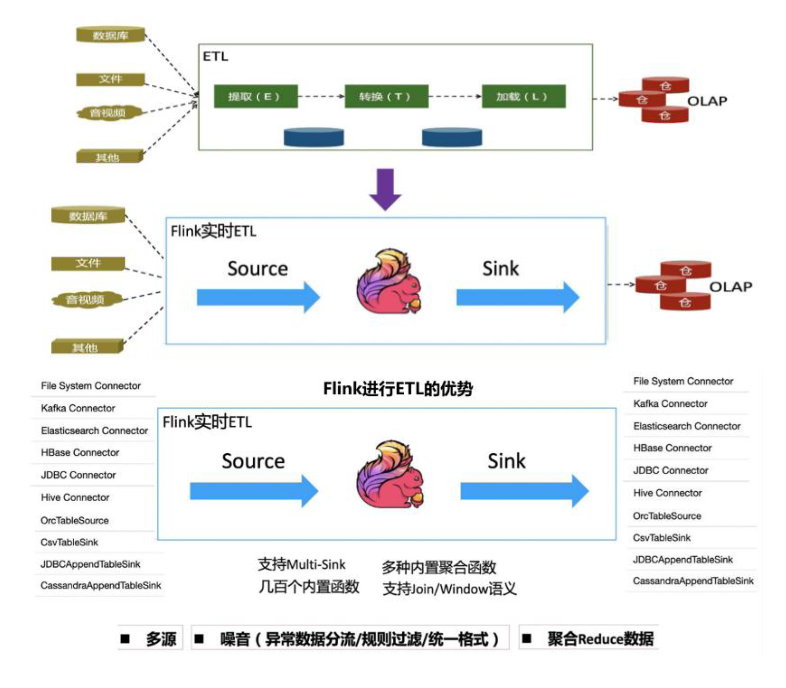 数据库
文件
音视频
其他
ETL
提取（E）
转换（T）
加载（L）
仓
仓
仓
OLAP
数据库
文件
音视频
其他
Flink实时ETL
Source
Sink
仓
仓
仓
OLAP
Flink进行ETL的优势
File System Connector
Kafka Connector
Elasticsearch Connector
HBase Connector
JDBC Connector
Hive Connector
OrcTableSource
CsvTableSink
JDBCAppendTableSink
CassandraAppendTableSink
Flink实时ETL
Source
Sink
File System Connector
Kafka Connector
Elasticsearch Connector
HBase Connector
JDBC Connector
Hive Connector
OrcTableSource
CsvTableSink
JDBCAppendTableSink
CassandraAppendTableSink
支持Multi-Sink
多种内置聚合函数
几百个内置函数
支持Join/Window语义
■ 多源
■ 噪音（异常数据分流/规则过滤/统一格式）
■ 聚合Reduce数据